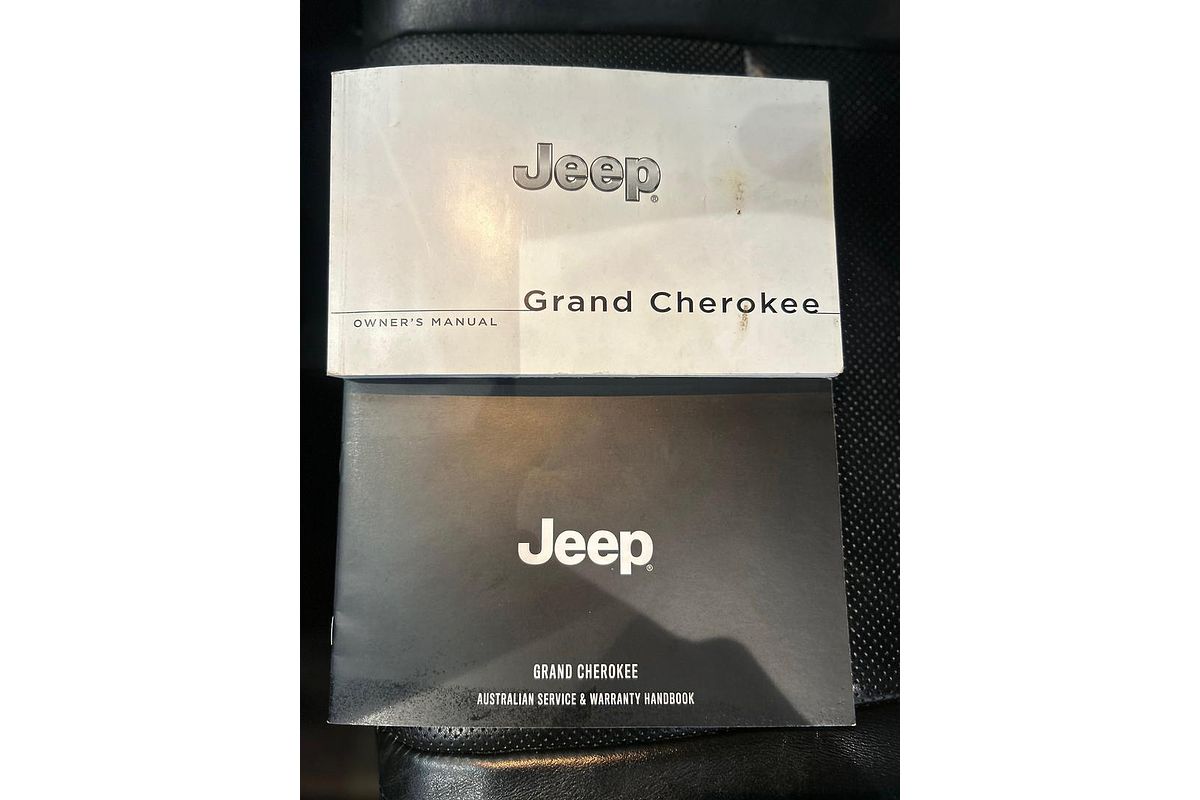 Jeep®
Grand Cherokee
OWNER'S MANUAL
Jeep®
GRAND CHEROKEE
AUSTRALIAN SERVICE & WARRANTY HANDBOOK